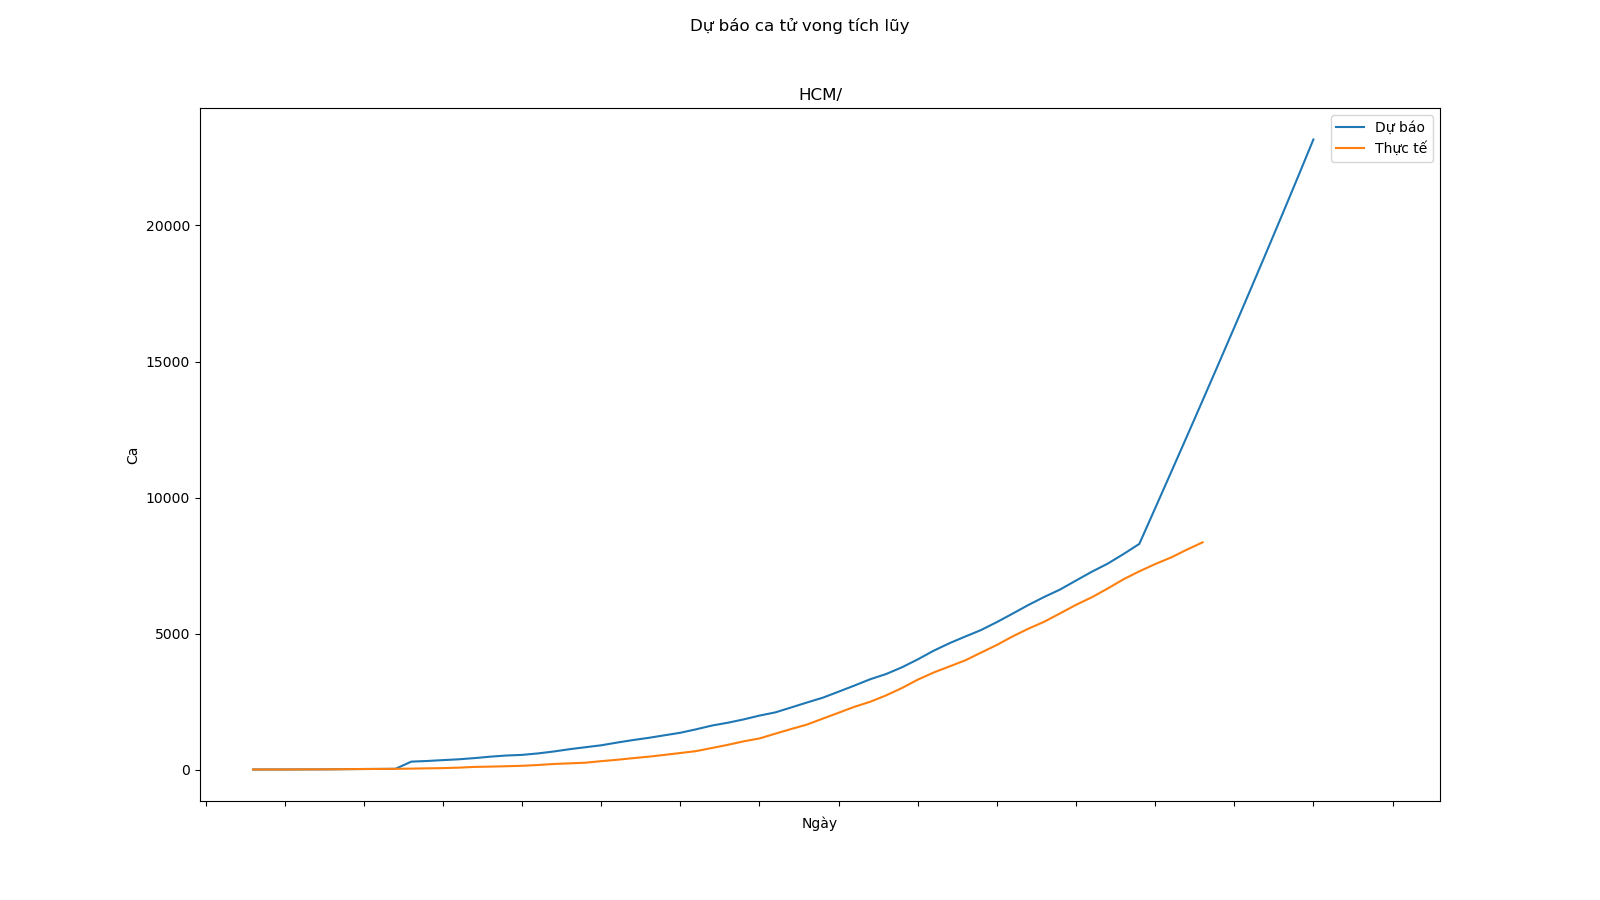 Dự báo ca tử vong tích lũy
HCM/
Dự báo
Thực tế
20000
15000
10000
5000
0
Ca
Ngày